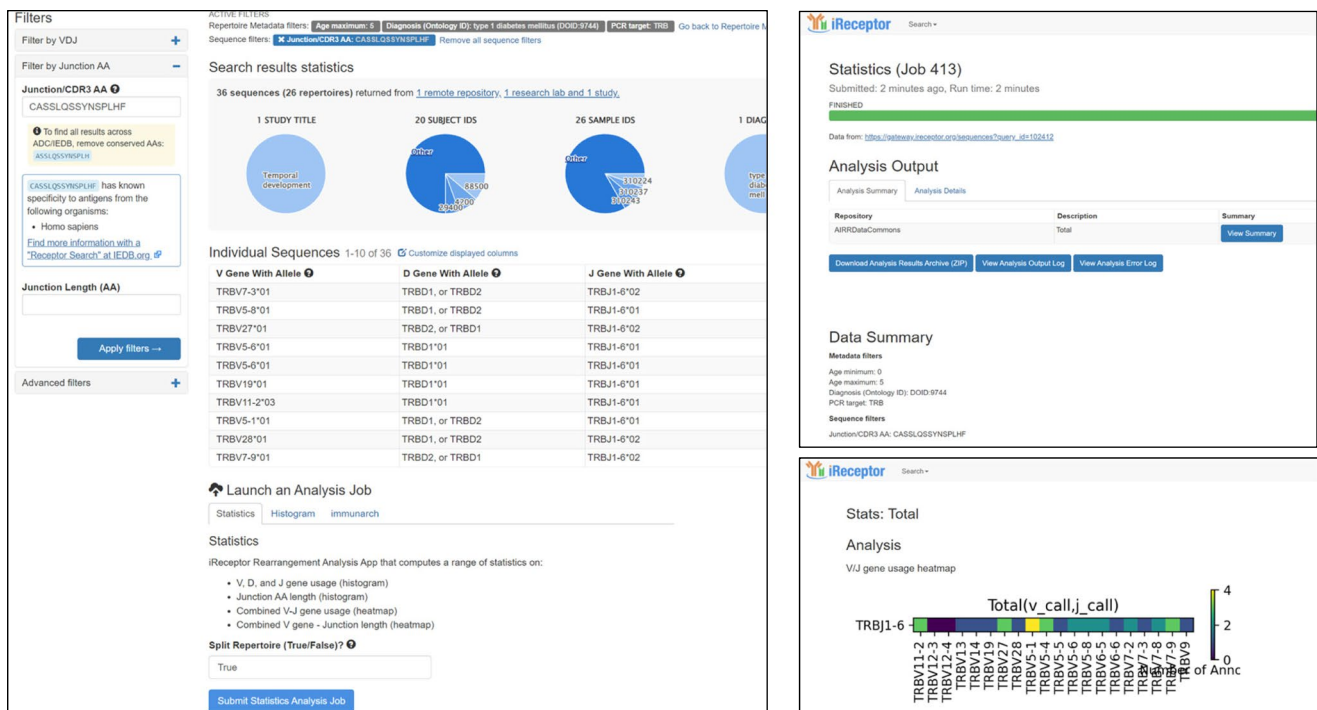 Filters
Filter by VDJ +
Filter by Junction AA −
Junction/CDR3 AA
CASSLQSSYNSPLHF
To find all results across
ADC/IEDB, remove conserved AAs:
ASSLQSSYNSPLH
CASSLQSSYNSPLHF has known
specificity to antigens from the
following organisms:
• Homo sapiens
Find more information with a
"Receptor Search" at IEDB.org
Junction Length (AA)
Apply filters →
Advanced filters +
ACTIVE FILTERS
Repertoire Metadata filters: Age maximum: 5 Diagnosis (Ontology ID): type 1 diabetes mellitus (DOID:9744) PCR target: TRB Go back to Repertoire M
Sequence filters: ✖ Junction/CDR3 AA: CASSLQSSYNSPLHF Remove all sequence filters
Search results statistics
36 sequences (26 repertoires) returned from 1 remote repository, 1 research lab and 1 study.
1 STUDY TITLE 20 SUBJECT IDS 26 SAMPLE IDS 1 DIAG
Temporal
development
Other
88500
4200
29400
Other
310224
310237
310243
type
diab
mell
Individual Sequences 1-10 of 36 Customize displayed columns
V Gene With Allele D Gene With Allele J Gene With Allele
TRBV7-3*01 TRBD1, or TRBD2 TRBJ1-6*02
TRBV5-8*01 TRBD1, or TRBD2 TRBJ1-6*01
TRBV27*01 TRBD2, or TRBD1 TRBJ1-6*02
TRBV5-6*01 TRBD1*01 TRBJ1-6*01
TRBV5-6*01 TRBD1*01 TRBJ1-6*01
TRBV19*01 TRBD1*01 TRBJ1-6*01
TRBV11-2*03 TRBD1*01 TRBJ1-6*01
TRBV5-1*01 TRBD1, or TRBD2 TRBJ1-6*01
TRBV28*01 TRBD1, or TRBD2 TRBJ1-6*02
TRBV7-9*01 TRBD2, or TRBD1 TRBJ1-6*02
Launch an Analysis Job
Statistics Histogram immunarch
Statistics
iReceptor Rearrangement Analysis App that computes a range of statistics on:
• V, D, and J gene usage (histogram)
• Junction AA length (histogram)
• Combined V-J gene usage (heatmap)
• Combined V gene - Junction length (heatmap)
Split Repertoire (True/False)?
True
Submit Statistics Analysis Job
iReceptor Search
Statistics (Job 413)
Submitted: 2 minutes ago, Run time: 2 minutes
FINISHED
Data from: https://gateway.ireceptor.org/sequences?query_id=102412
Analysis Output
Analysis Summary Analysis Details
Repository Description Summary
AIRRDataCommons Total View Summary
Download Analysis Results Archive (ZIP) View Analysis Output Log View Analysis Error Log
Data Summary
Metadata filters
Age minimum: 0
Age maximum: 5
Diagnosis (Ontology ID): DOID:9744
PCR target: TRB
Sequence filters
Junction/CDR3 AA: CASSLQSSYNSPLHF
iReceptor Search
Stats: Total
Analysis
V/J gene usage heatmap
Total(v_call,j_call)
TRBJ1-6
4
2
0
TRBV11-2
TRBV12-3
TRBV12-4
TRBV13
TRBV14
TRBV19
TRBV27
TRBV28
TRBV5-1
TRBV5-4
TRBV5-5
TRBV5-6
TRBV5-8
TRBV6-5
TRBV6-6
TRBV7-2
TRBV7-3
TRBV7-8
TRBV7-9
TRBV9
Number of Annc